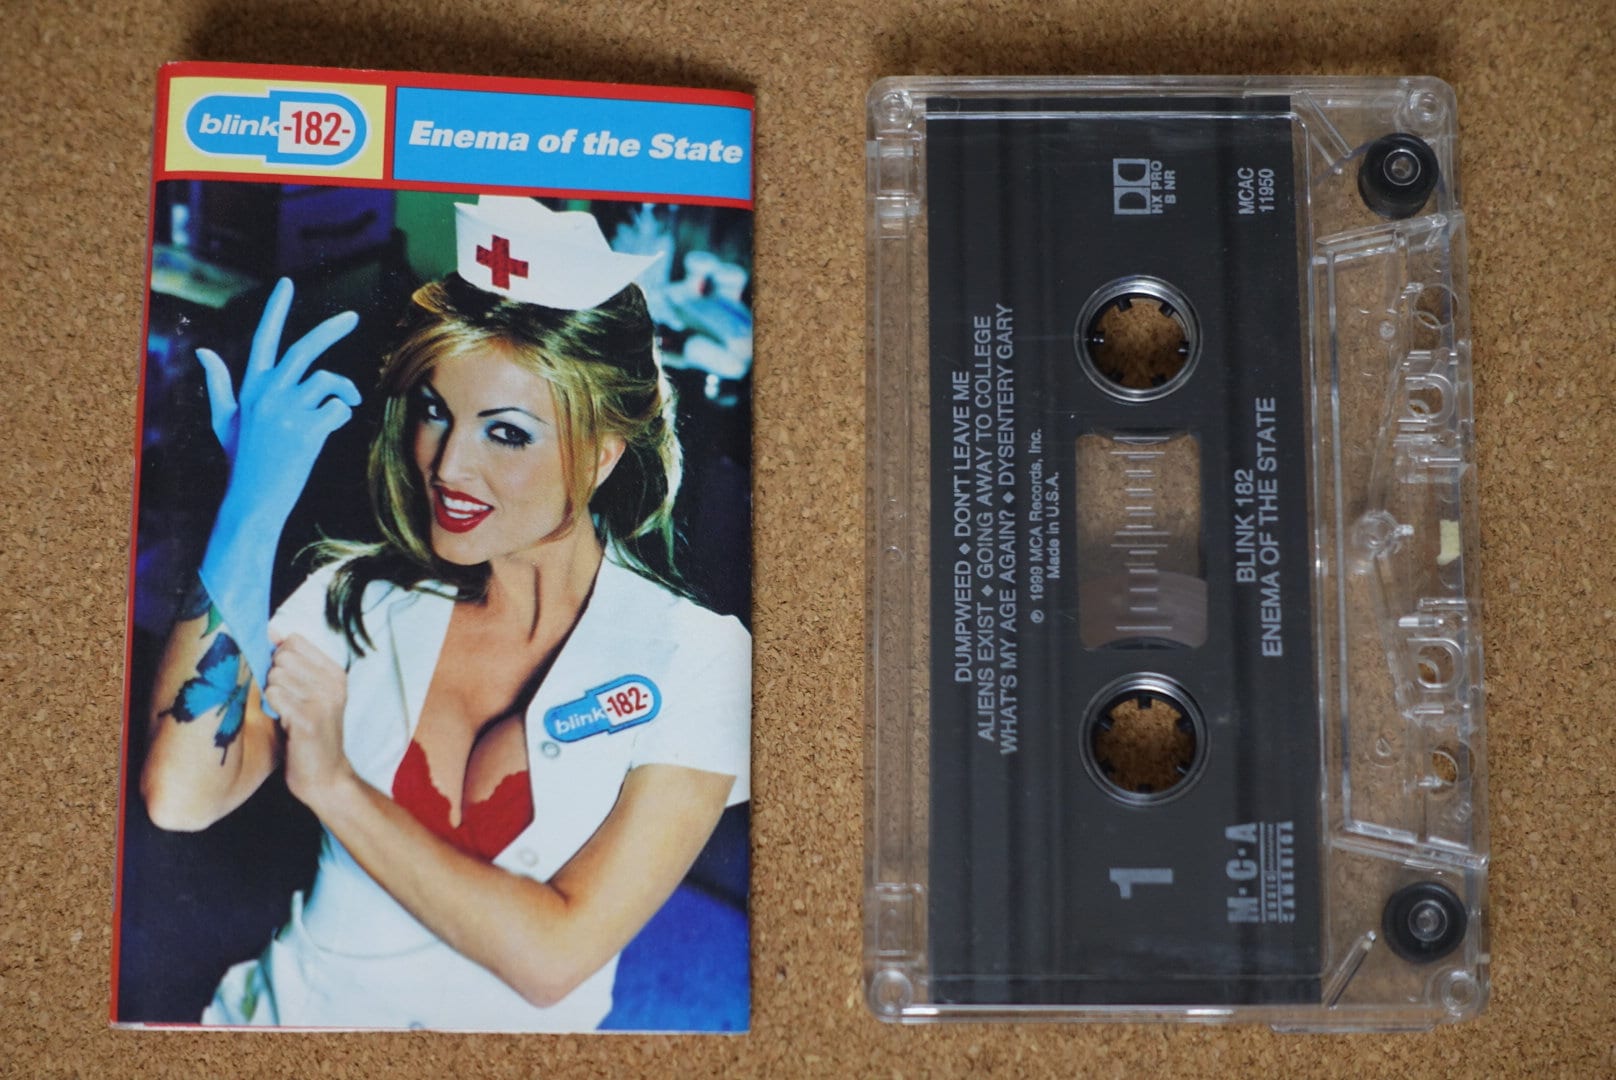 blink-182-
Enema of the State
blink-182-
DUMPWEED ◆ DON'T LEAVE ME
ALIENS EXIST ◆ GOING AWAY TO COLLEGE
WHAT'S MY AGE AGAIN? ◆ DYSENTERY GARY
℗ 1999 MCA Records, Inc.
Made in U.S.A.
HX PRO
B NR
MCAC
11950
BLINK 182
ENEMA OF THE STATE
1
M·C·A